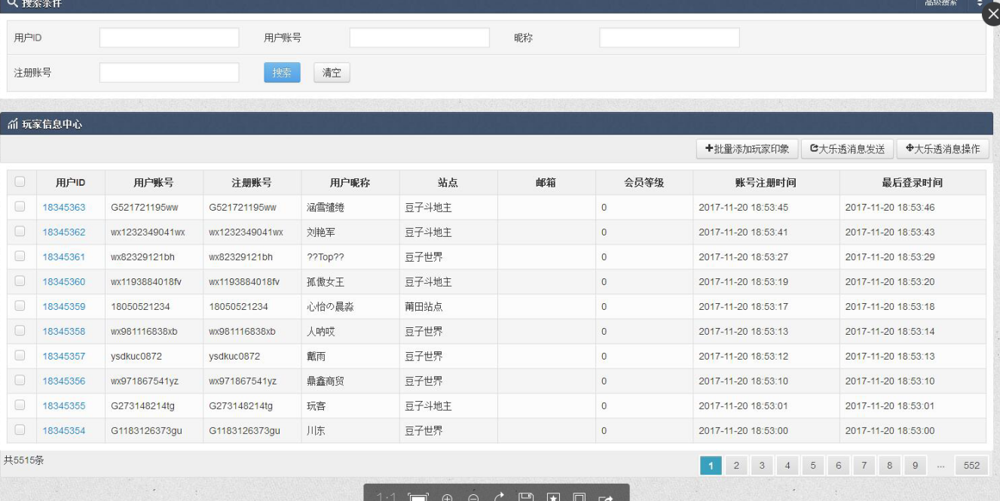 搜索条件 高级搜索
用户ID 用户账号 昵称
注册账号 搜索 清空
玩家信息中心
批量添加玩家印象 大乐透消息发送 大乐透消息操作
用户ID 用户账号 注册账号 用户昵称 站点 邮箱 会员等级 账号注册时间 最后登录时间
18345363 G521721195ww G521721195ww 涵雪缱绻 豆子斗地主 0 2017-11-20 18:53:45 2017-11-20 18:53:46
18345362 wx1232349041wx wx1232349041wx 刘艳军 豆子斗地主 0 2017-11-20 18:53:41 2017-11-20 18:53:43
18345361 wx82329121bh wx82329121bh ??Top?? 豆子世界 0 2017-11-20 18:53:27 2017-11-20 18:53:29
18345360 wx1193884018fv wx1193884018fv 孤傲女王 豆子斗地主 0 2017-11-20 18:53:19 2017-11-20 18:53:20
18345359 18050521234 18050521234 心怡の晨淼 莆田站点 0 2017-11-20 18:53:17 2017-11-20 18:53:18
18345358 wx981116838xb wx981116838xb 人呐哎 豆子世界 0 2017-11-20 18:53:13 2017-11-20 18:53:14
18345357 ysdkuc0872 ysdkuc0872 戴雨 豆子世界 0 2017-11-20 18:53:12 2017-11-20 18:53:13
18345356 wx971867541yz wx971867541yz 鼎鑫商贸 豆子世界 0 2017-11-20 18:53:10 2017-11-20 18:53:10
18345355 G273148214tg G273148214tg 玩客 豆子斗地主 0 2017-11-20 18:53:01 2017-11-20 18:53:01
18345354 G1183126373gu G1183126373gu 川东 豆子世界 0 2017-11-20 18:53:00 2017-11-20 18:53:00
共5515条 1 2 3 4 5 6 7 8 9 ... 552
1:1